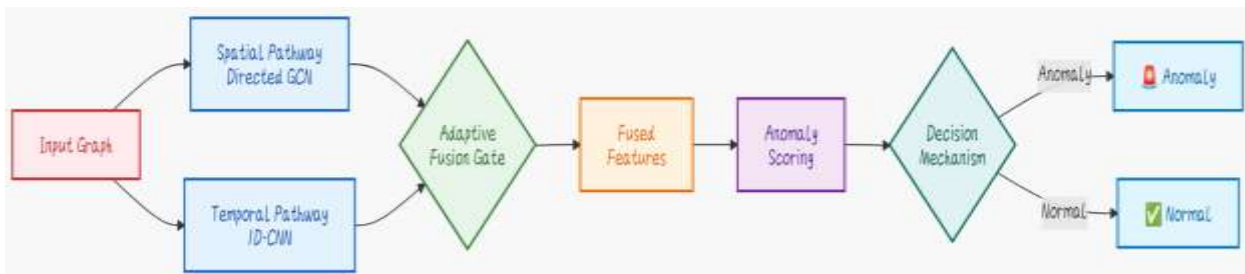 Input Graph
Spatial Pathway
Directed GCN
Temporal Pathway
1D-CNN
Adaptive
Fusion Gate
Fused
Features
Anomaly
Scoring
Decision
Mechanism
Anomaly
🚨 Anomaly
Normal
✅ Normal